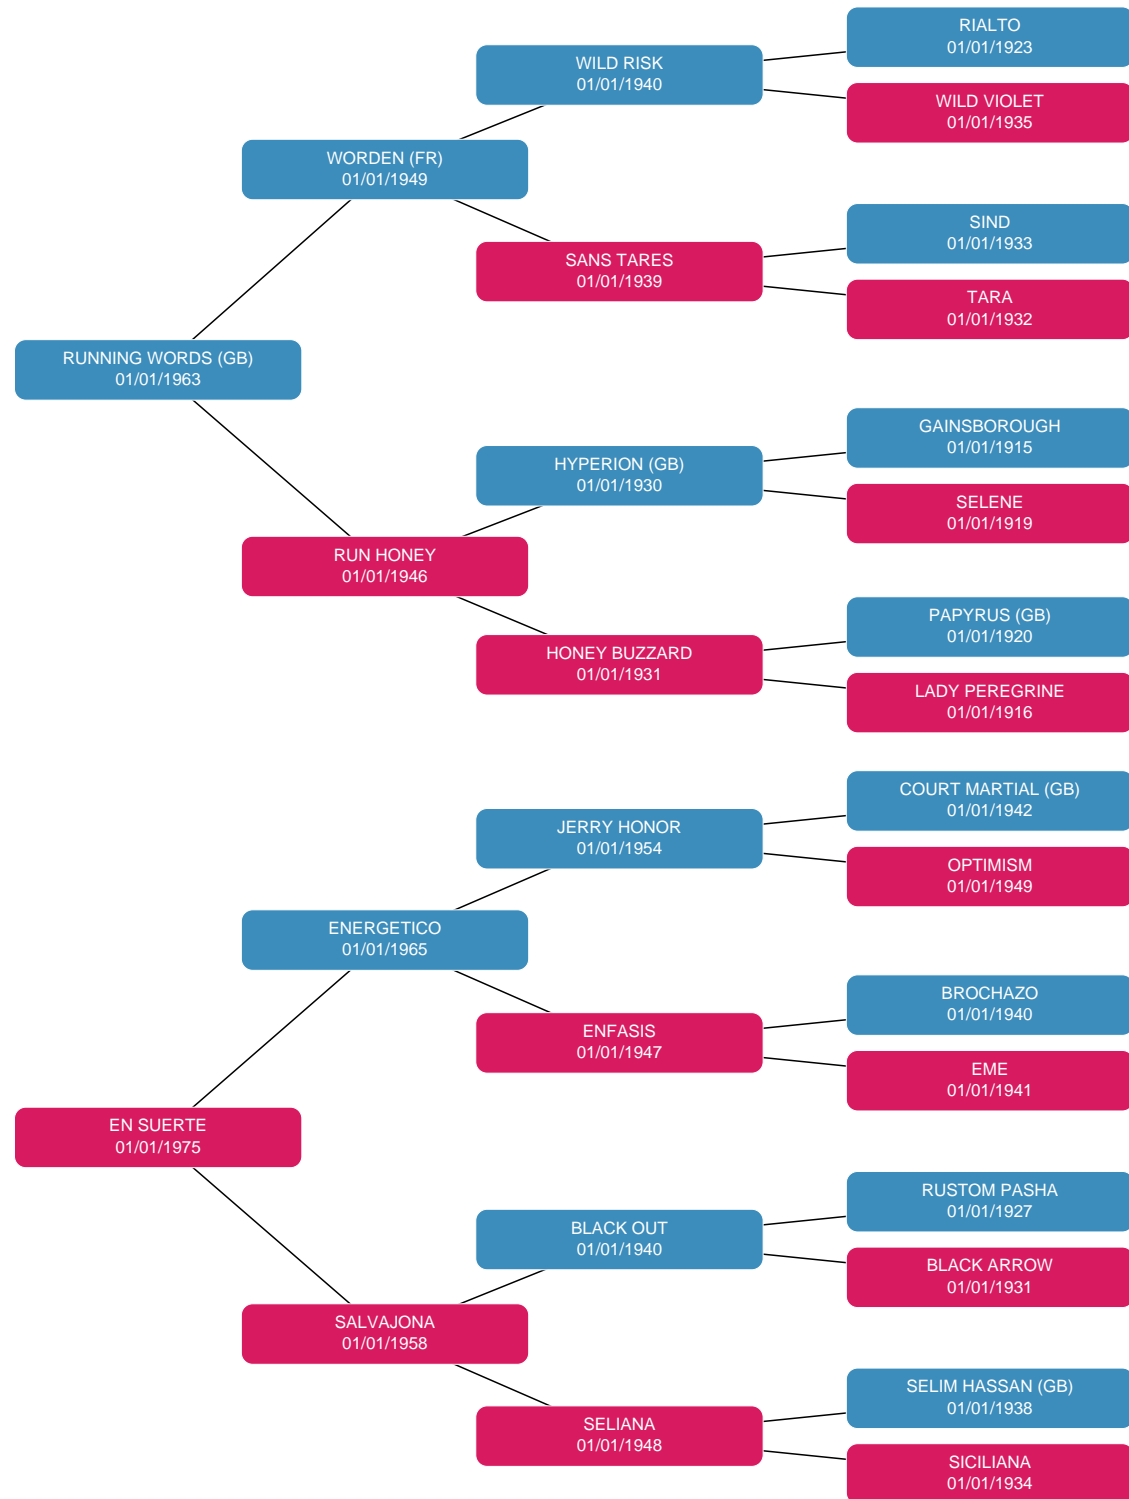 RIALTO
01/01/1923
WILD RISK
01/01/1940
WILD VIOLET
01/01/1935
WORDEN (FR)
01/01/1949
SIND
01/01/1933
SANS TARES
01/01/1939
TARA
01/01/1932
RUNNING WORDS (GB)
01/01/1963
GAINSBOROUGH
01/01/1915
HYPERION (GB)
01/01/1930
SELENE
01/01/1919
RUN HONEY
01/01/1946
PAPYRUS (GB)
01/01/1920
HONEY BUZZARD
01/01/1931
LADY PEREGRINE
01/01/1916
COURT MARTIAL (GB)
01/01/1942
JERRY HONOR
01/01/1954
OPTIMISM
01/01/1949
ENERGETICO
01/01/1965
BROCHAZO
01/01/1940
ENFASIS
01/01/1947
EME
01/01/1941
EN SUERTE
01/01/1975
RUSTOM PASHA
01/01/1927
BLACK OUT
01/01/1940
BLACK ARROW
01/01/1931
SALVAJONA
01/01/1958
SELIM HASSAN (GB)
01/01/1938
SELIANA
01/01/1948
SICILIANA
01/01/1934